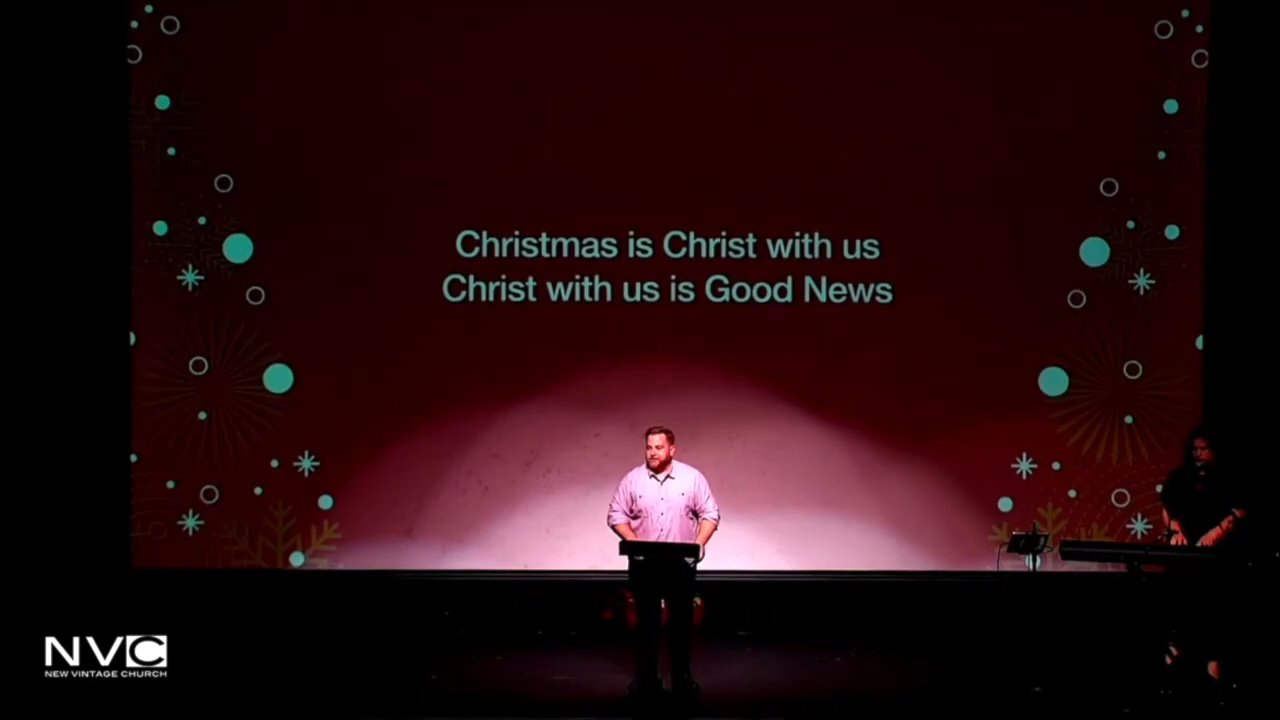 Christmas is Christ with us
Christ with us is Good News
NVC
NEW VINTAGE CHURCH